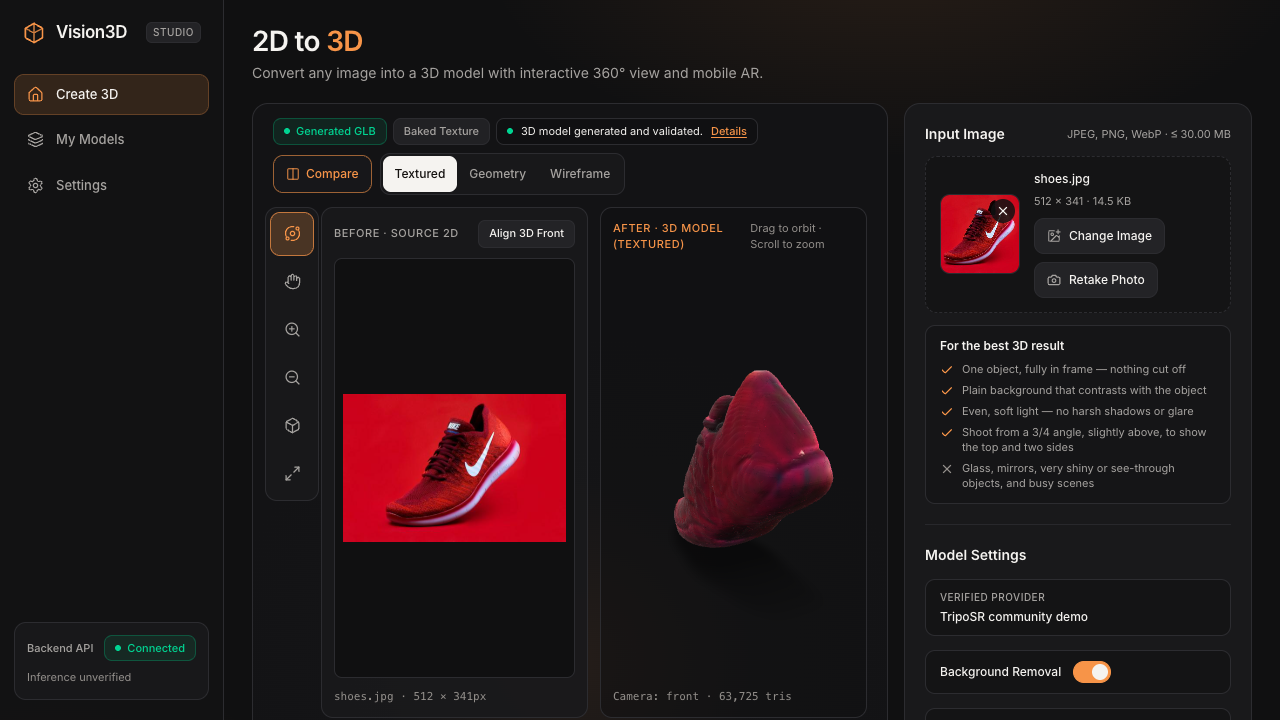 Vision3D
STUDIO
Create 3D
My Models
Settings
Backend API
Connected
Inference unverified
2D to 3D
Convert any image into a 3D model with interactive 360° view and mobile AR.
Generated GLB
Baked Texture
3D model generated and validated. Details
Compare
Textured
Geometry
Wireframe
BEFORE · SOURCE 2D
Align 3D Front
NIKE
shoes.jpg · 512 × 341px
AFTER · 3D MODEL
(TEXTURED)
Drag to orbit ·
Scroll to zoom
Camera: front · 63,725 tris
Input Image
JPEG, PNG, WebP · ≤ 30.00 MB
shoes.jpg
512 × 341 · 14.5 KB
Change Image
Retake Photo
For the best 3D result
One object, fully in frame — nothing cut off
Plain background that contrasts with the object
Even, soft light — no harsh shadows or glare
Shoot from a 3/4 angle, slightly above, to show
the top and two sides
Glass, mirrors, very shiny or see-through
objects, and busy scenes
Model Settings
VERIFIED PROVIDER
TripoSR community demo
Background Removal